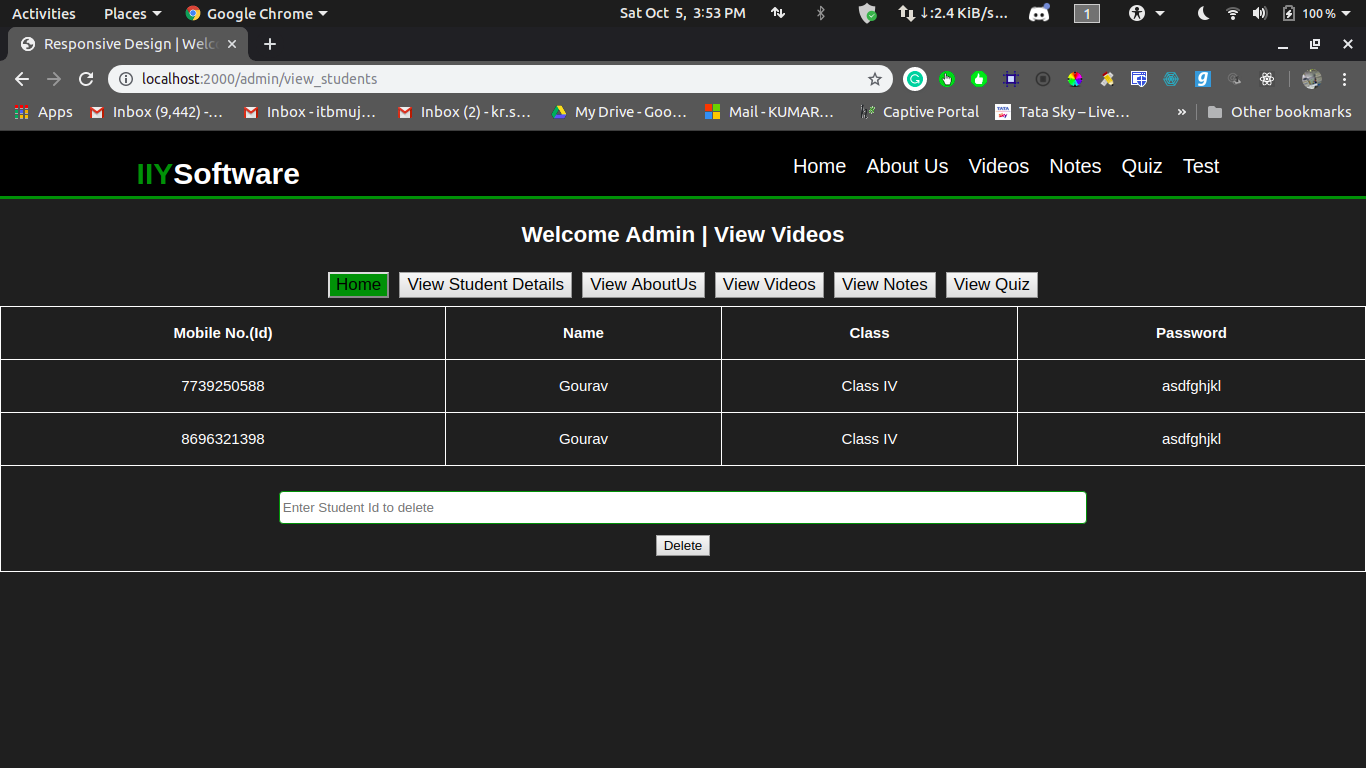 Activities Places Google Chrome Sat Oct 5, 3:53 PM ↓:2.4 KiB/s... 1 100 %
Responsive Design | Welc
localhost:2000/admin/view_students
Apps Inbox (9,442) -... Inbox - itbmuj... Inbox (2) - kr.s... My Drive - Goo... Mail - KUMAR... Captive Portal Tata Sky – Live... » Other bookmarks
IIYSoftware Home About Us Videos Notes Quiz Test
Welcome Admin | View Videos
Home View Student Details View AboutUs View Videos View Notes View Quiz
Mobile No.(Id) Name Class Password
7739250588 Gourav Class IV asdfghjkl
8696321398 Gourav Class IV asdfghjkl
Enter Student Id to delete
Delete